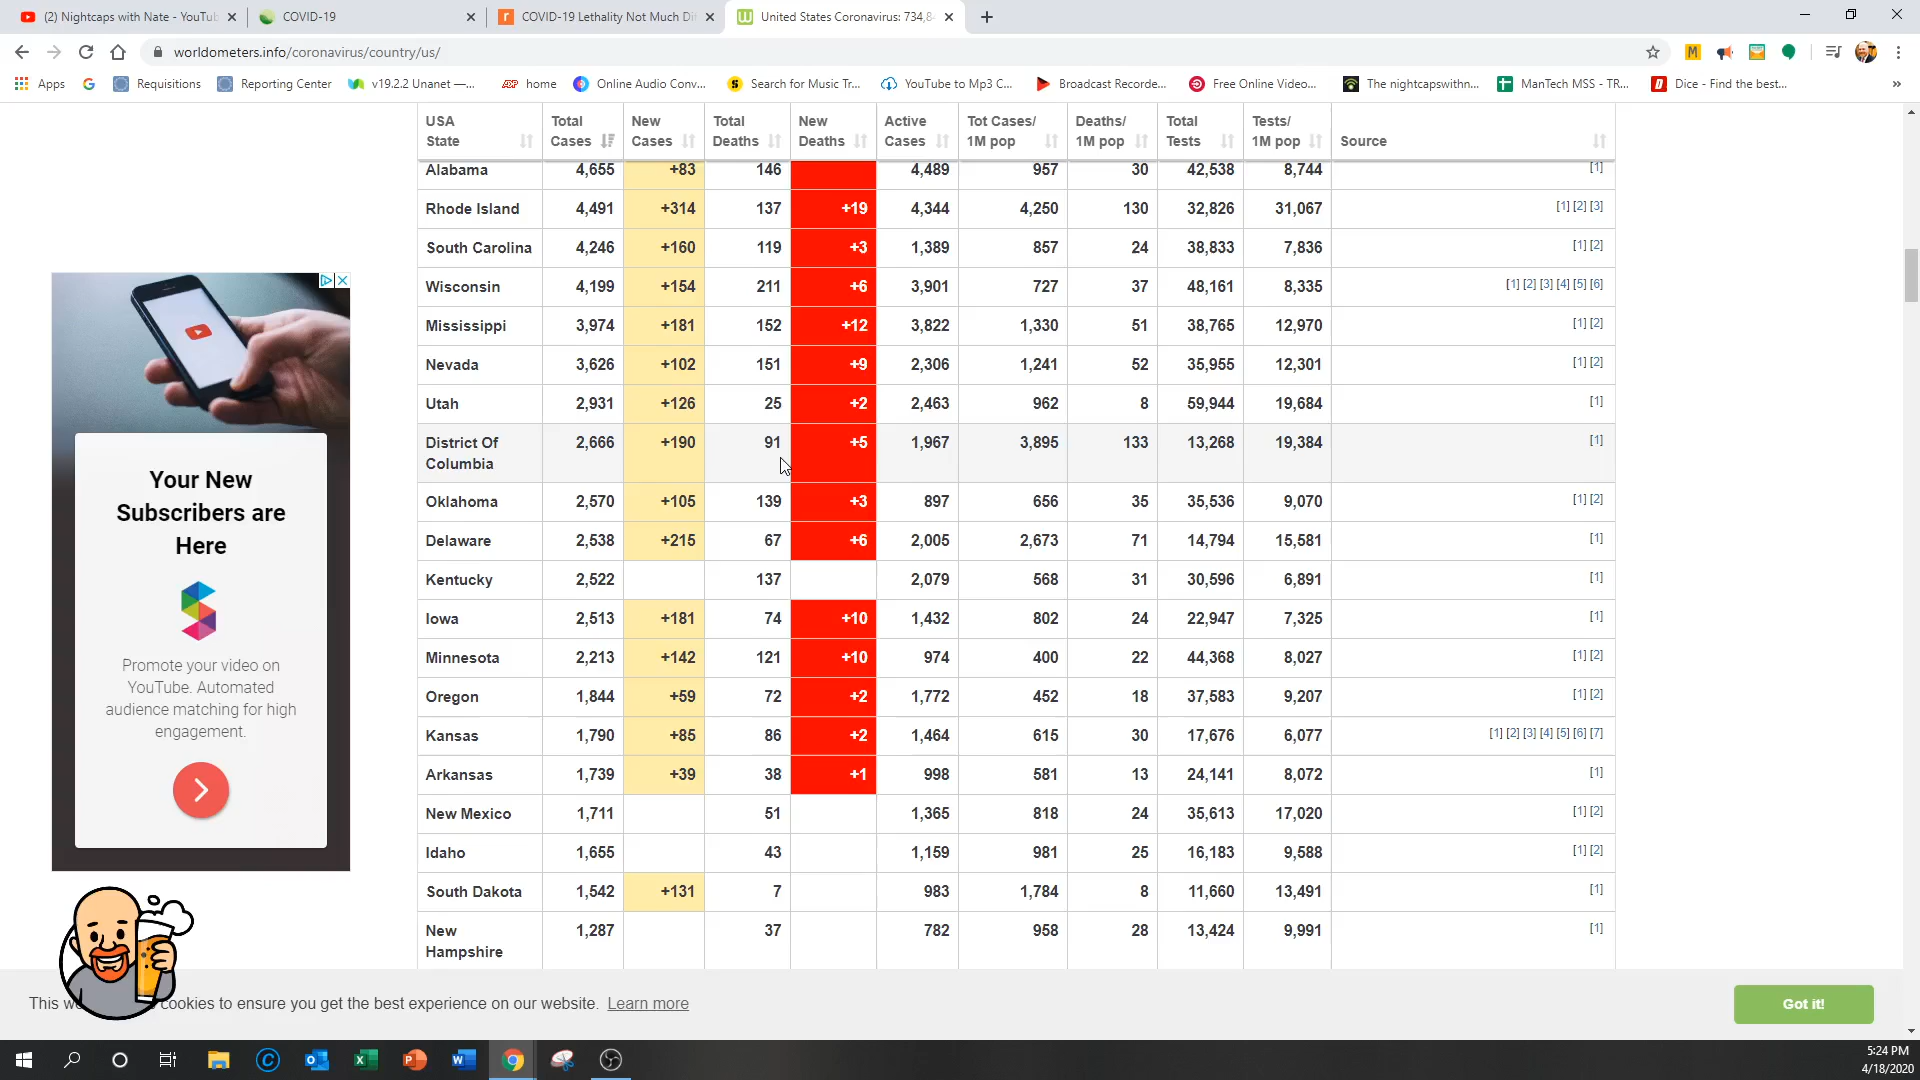 (2) Nightcaps with Nate - YouTub
COVID-19
COVID-19 Lethality Not Much Di
United States Coronavirus: 734,8
worldometers.info/coronavirus/country/us/
Apps Requisitions Reporting Center v19.2.2 Unanet —... home Online Audio Conv... Search for Music Tr... YouTube to Mp3 C... Broadcast Recorde... Free Online Video... The nightcapswithn... ManTech MSS - TR... Dice - Find the best... »
USA State Total Cases New Cases Total Deaths New Deaths Active Cases Tot Cases/ 1M pop Deaths/ 1M pop Total Tests Tests/ 1M pop Source
Alabama 4,655 +83 146 4,489 957 30 42,538 8,744 [1]
Rhode Island 4,491 +314 137 +19 4,344 4,250 130 32,826 31,067 [1] [2] [3]
South Carolina 4,246 +160 119 +3 1,389 857 24 38,833 7,836 [1] [2]
Wisconsin 4,199 +154 211 +6 3,901 727 37 48,161 8,335 [1] [2] [3] [4] [5] [6]
Mississippi 3,974 +181 152 +12 3,822 1,330 51 38,765 12,970 [1] [2]
Nevada 3,626 +102 151 +9 2,306 1,241 52 35,955 12,301 [1] [2]
Utah 2,931 +126 25 +2 2,463 962 8 59,944 19,684 [1]
District Of Columbia 2,666 +190 91 +5 1,967 3,895 133 13,268 19,384 [1]
Oklahoma 2,570 +105 139 +3 897 656 35 35,536 9,070 [1] [2]
Delaware 2,538 +215 67 +6 2,005 2,673 71 14,794 15,581 [1]
Kentucky 2,522 137 2,079 568 31 30,596 6,891 [1]
Iowa 2,513 +181 74 +10 1,432 802 24 22,947 7,325 [1]
Minnesota 2,213 +142 121 +10 974 400 22 44,368 8,027 [1] [2]
Oregon 1,844 +59 72 +2 1,772 452 18 37,583 9,207 [1] [2]
Kansas 1,790 +85 86 +2 1,464 615 30 17,676 6,077 [1] [2] [3] [4] [5] [6] [7]
Arkansas 1,739 +39 38 +1 998 581 13 24,141 8,072 [1]
New Mexico 1,711 51 1,365 818 24 35,613 17,020 [1] [2]
Idaho 1,655 43 1,159 981 25 16,183 9,588 [1] [2]
South Dakota 1,542 +131 7 983 1,784 8 11,660 13,491 [1]
New Hampshire 1,287 37 782 958 28 13,424 9,991 [1]
Your New
Subscribers are
Here
Promote your video on
YouTube. Automated
audience matching for high
engagement.
This we cookies to ensure you get the best experience on our website. Learn more
Got it!
5:24 PM
4/18/2020